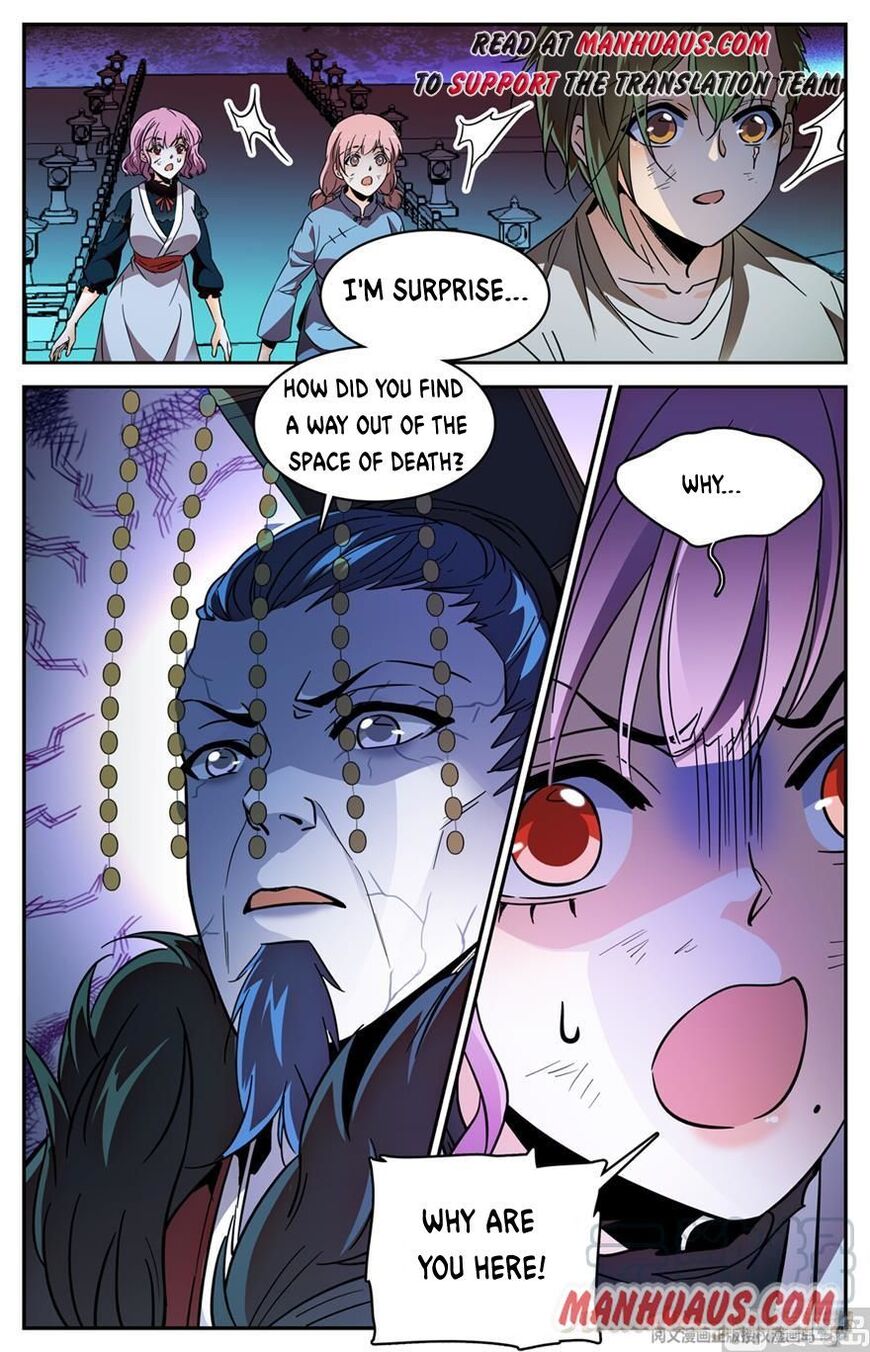 READ AT MANHUAUS.COM
TO SUPPORT THE TRANSLATION TEAM
I'M SURPRISE...
HOW DID YOU FIND
A WAY OUT OF THE
SPACE OF DEATH?
WHY...
WHY ARE
YOU HERE!
MANHUAUS.COM